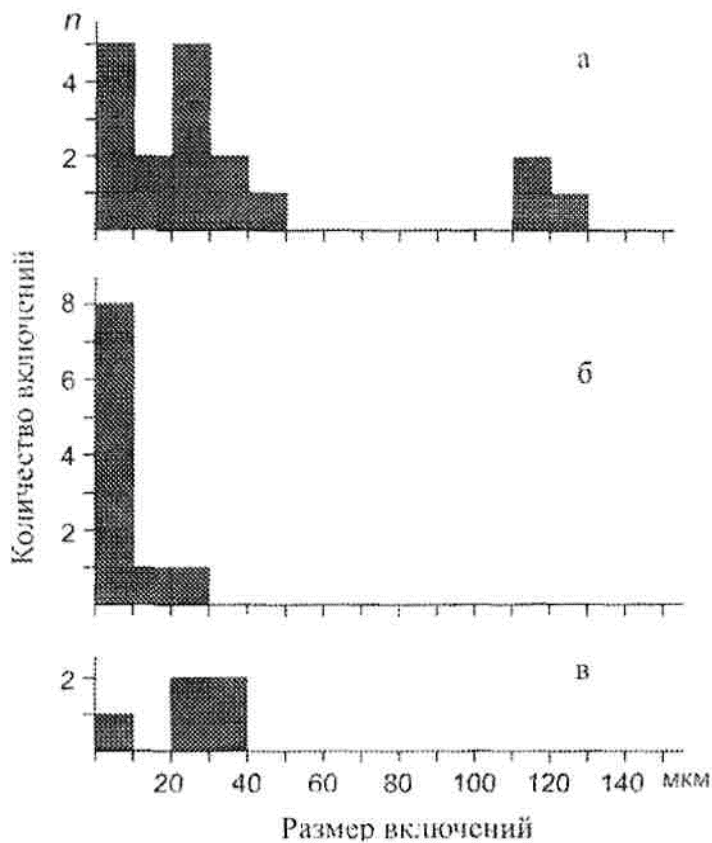 n
4
2
а
Количество включений
8
6
4
2
б
2
в
20 40 60 80 100 120 140 мкм
Размер включений